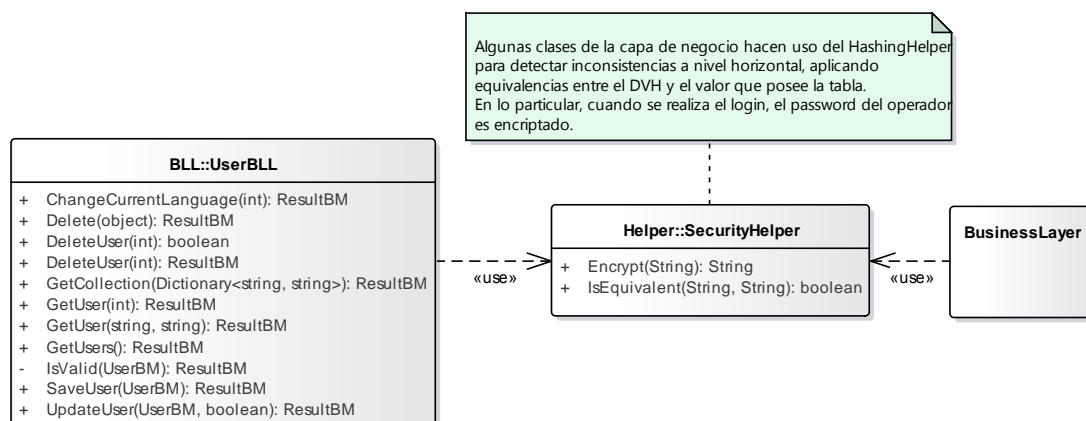 Algunas clases de la capa de negocio hacen uso del HashingHelper
para detectar inconsistencias a nivel horizontal, aplicando
equivalencias entre el DVH y el valor que posee la tabla.
En lo particular, cuando se realiza el login, el password del operador
es encriptado.
BLL::UserBLL
+ ChangeCurrentLanguage(int): ResultBM
+ Delete(object): ResultBM
+ DeleteUser(int): boolean
+ DeleteUser(int): ResultBM
+ GetCollection(Dictionary<string, string>): ResultBM
+ GetUser(int): ResultBM
+ GetUser(string, string): ResultBM
+ GetUsers(): ResultBM
- IsValid(UserBM): ResultBM
+ SaveUser(UserBM): ResultBM
+ UpdateUser(UserBM, boolean): ResultBM
«use»
Helper::SecurityHelper
+ Encrypt(String): String
+ IsEquivalent(String, String): boolean
«use»
BusinessLayer